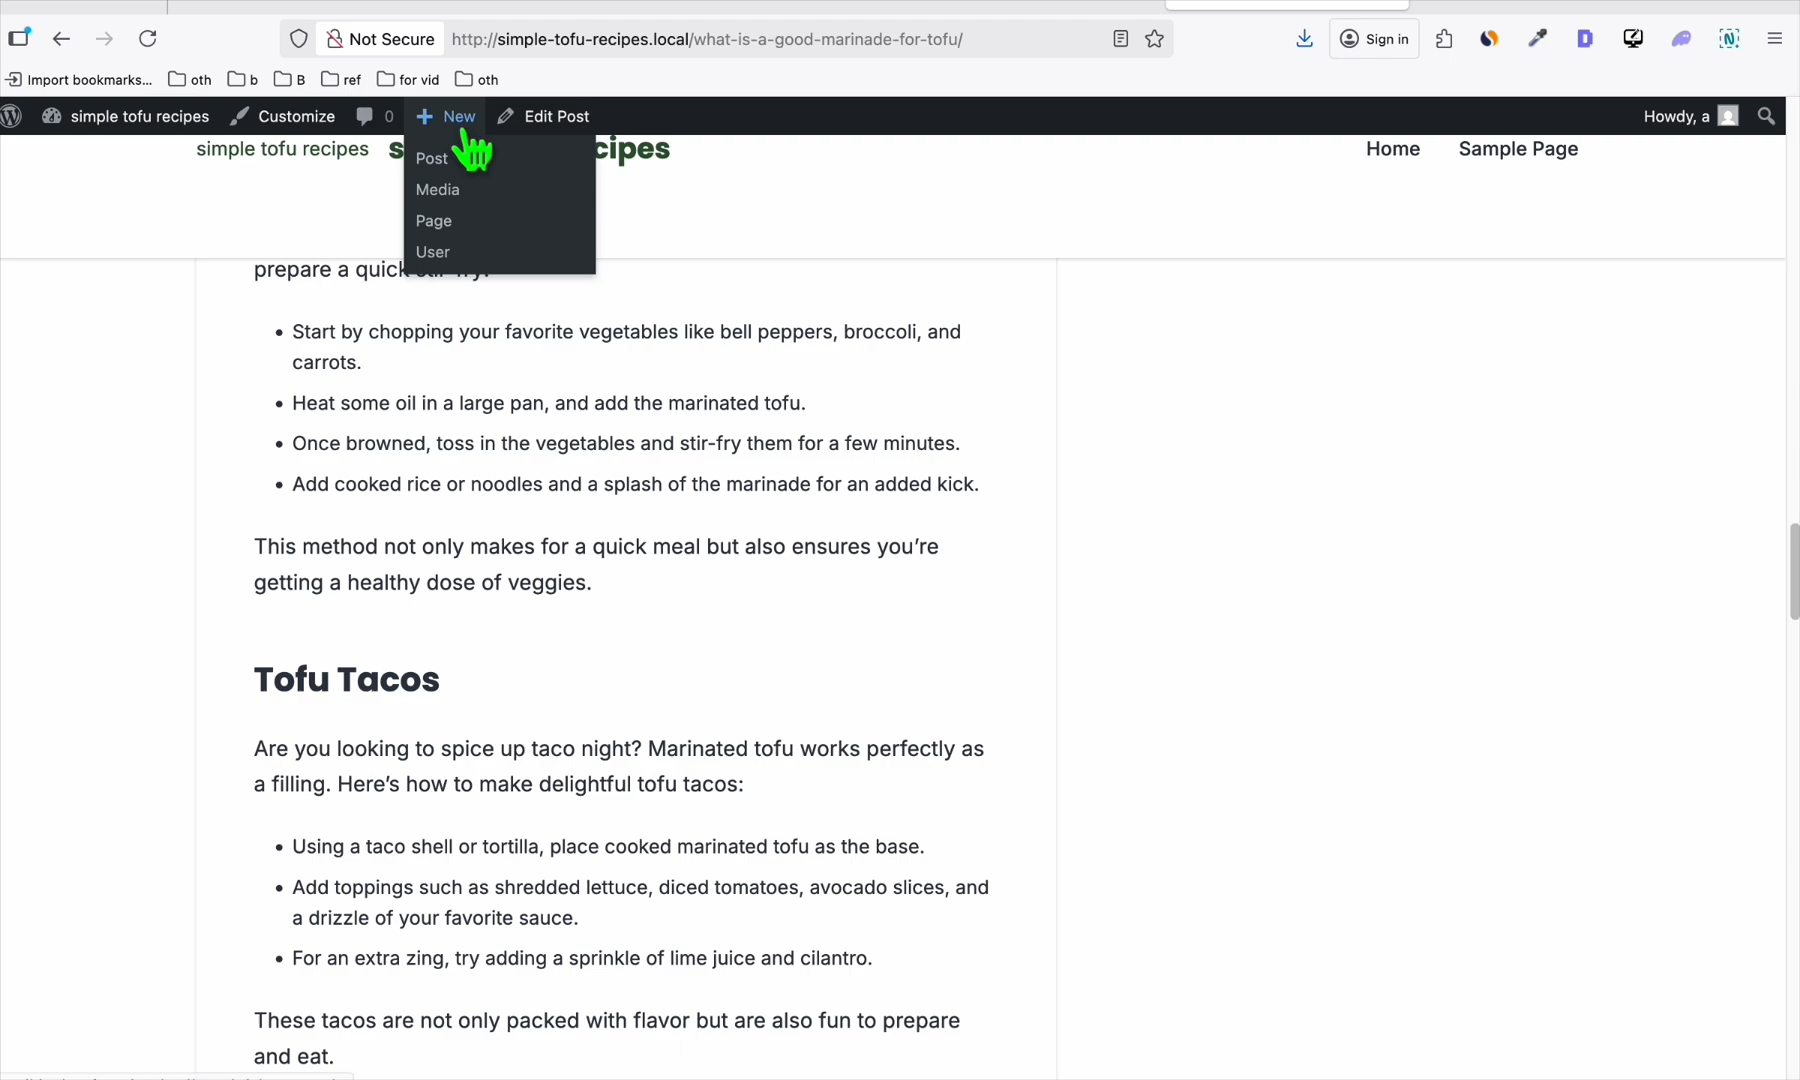 Not Secure http://simple-tofu-recipes.local/what-is-a-good-marinade-for-tofu/ Sign in
Import bookmarks... oth b B ref for vid oth
simple tofu recipes Customize 0 New Edit Post Howdy, a
simple tofu recipes s cipes Home Sample Page
Post
Media
Page
User
prepare a quick stir-fry.
• Start by chopping your favorite vegetables like bell peppers, broccoli, and
carrots.
• Heat some oil in a large pan, and add the marinated tofu.
• Once browned, toss in the vegetables and stir-fry them for a few minutes.
• Add cooked rice or noodles and a splash of the marinade for an added kick.
This method not only makes for a quick meal but also ensures you’re
getting a healthy dose of veggies.
Tofu Tacos
Are you looking to spice up taco night? Marinated tofu works perfectly as
a filling. Here’s how to make delightful tofu tacos:
• Using a taco shell or tortilla, place cooked marinated tofu as the base.
• Add toppings such as shredded lettuce, diced tomatoes, avocado slices, and
a drizzle of your favorite sauce.
• For an extra zing, try adding a sprinkle of lime juice and cilantro.
These tacos are not only packed with flavor but are also fun to prepare
and eat.